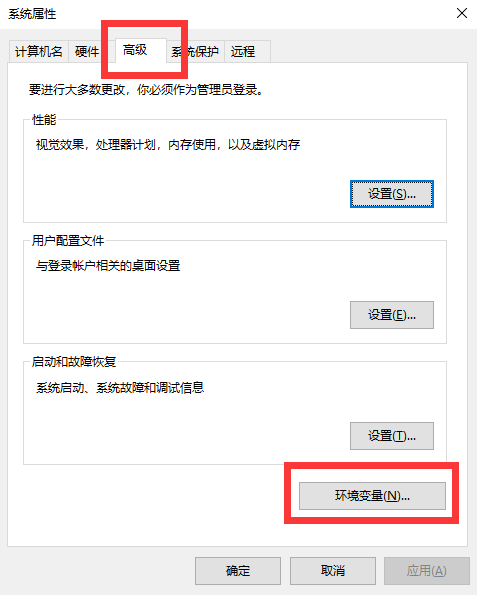 系统属性
计算机名 硬件 高级 系统保护 远程
要进行大多数更改，你必须作为管理员登录。
性能
视觉效果，处理器计划，内存使用，以及虚拟内存
设置(S)...
用户配置文件
与登录帐户相关的桌面设置
设置(E)...
启动和故障恢复
系统启动、系统故障和调试信息
设置(T)...
环境变量(N)...
确定 取消 应用(A)